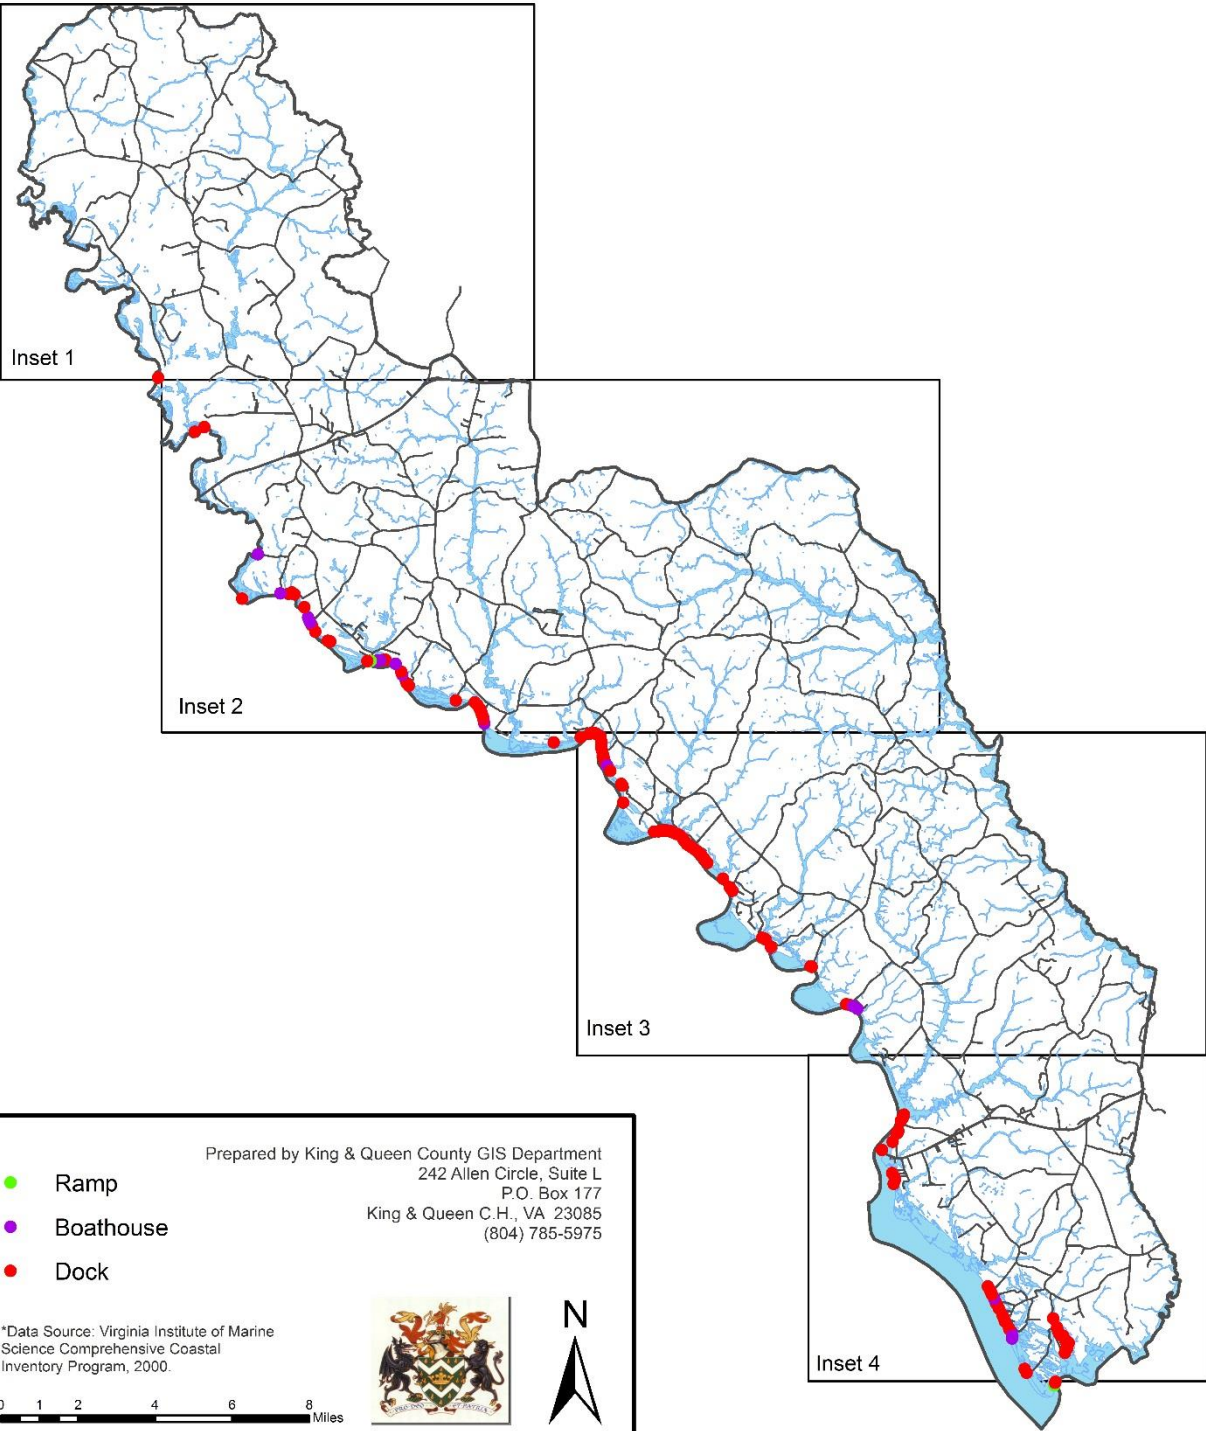 Inset 1
Inset 2
Inset 3
Inset 4
Prepared by King & Queen County GIS Department
242 Allen Circle, Suite L
P.O. Box 177
King & Queen C.H., VA 23085
(804) 785-5975
Ramp
Boathouse
Dock
*Data Source: Virginia Institute of Marine
Science Comprehensive Coastal
Inventory Program, 2000.
N
0 1 2 4 6 8
Miles